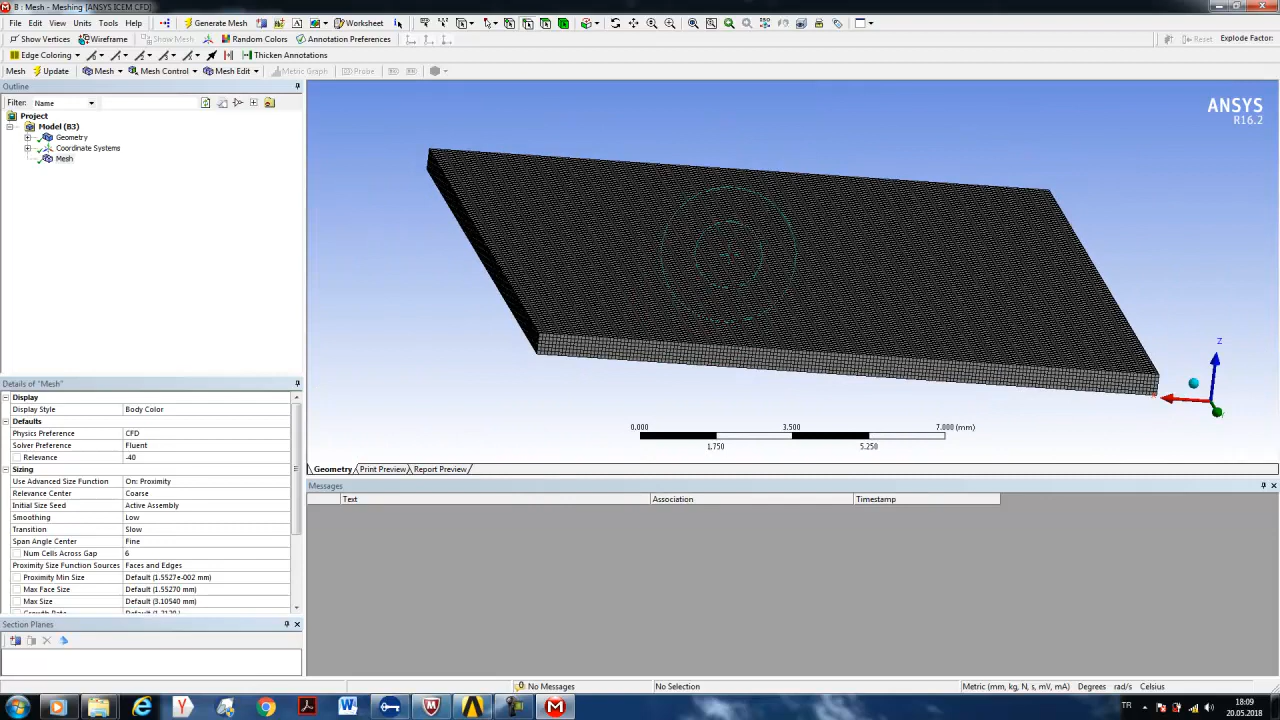 B : Mesh - Meshing [ANSYS ICEM CFD]
File Edit View Units Tools Help Generate Mesh Worksheet
Show Vertices Wireframe Show Mesh Random Colors Annotation Preferences Reset Explode Factor:
Edge Coloring Thicken Annotations
Mesh Update Mesh Mesh Control Mesh Edit Metric Graph Probe
Outline
Filter: Name
Project
Model (B3)
Geometry
Coordinate Systems
Mesh
ANSYS
R16.2
Z
0.000 3.500 7.000 (mm)
1.750 5.250
Geometry Print Preview Report Preview
Details of "Mesh"
Display
Display Style Body Color
Defaults
Physics Preference CFD
Solver Preference Fluent
Relevance -40
Sizing
Use Advanced Size Function On: Proximity
Relevance Center Coarse
Initial Size Seed Active Assembly
Smoothing Low
Transition Slow
Span Angle Center Fine
Num Cells Across Gap 6
Proximity Size Function Sources Faces and Edges
Proximity Min Size Default (1.5527e-002 mm)
Max Face Size Default (1.55270 mm)
Max Size Default (3.10540 mm)
Messages
Text Association Timestamp
Section Planes
No Messages No Selection Metric (mm, kg, N, s, mV, mA) Degrees rad/s Celsius
TR 18:09
20.05.2018